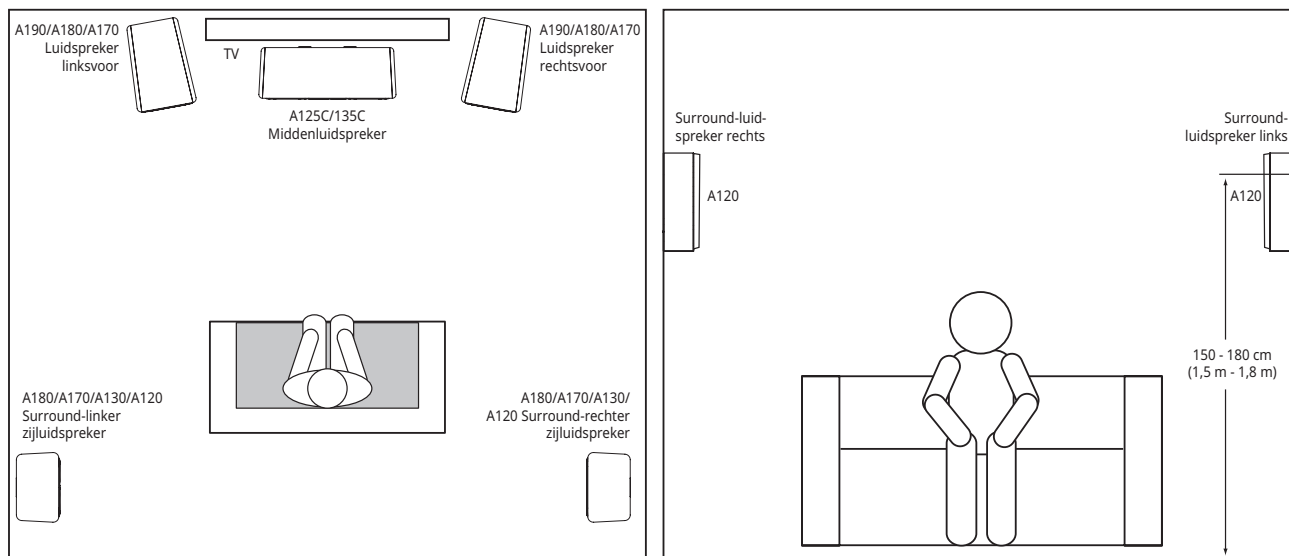 A190/A180/A170
Luidspreker
linksvoor
TV
A190/A180/A170
Luidspreker
rechtsvoor
A125C/135C
Middenluidspreker
A180/A170/A130/A120
Surround-linker
zijluidspreker
A180/A170/A130/
A120 Surround-rechter
zijluidspreker
Surround-luid-
spreker rechts
A120
Surround-
luidspreker links
A120
150 - 180 cm
(1,5 m - 1,8 m)